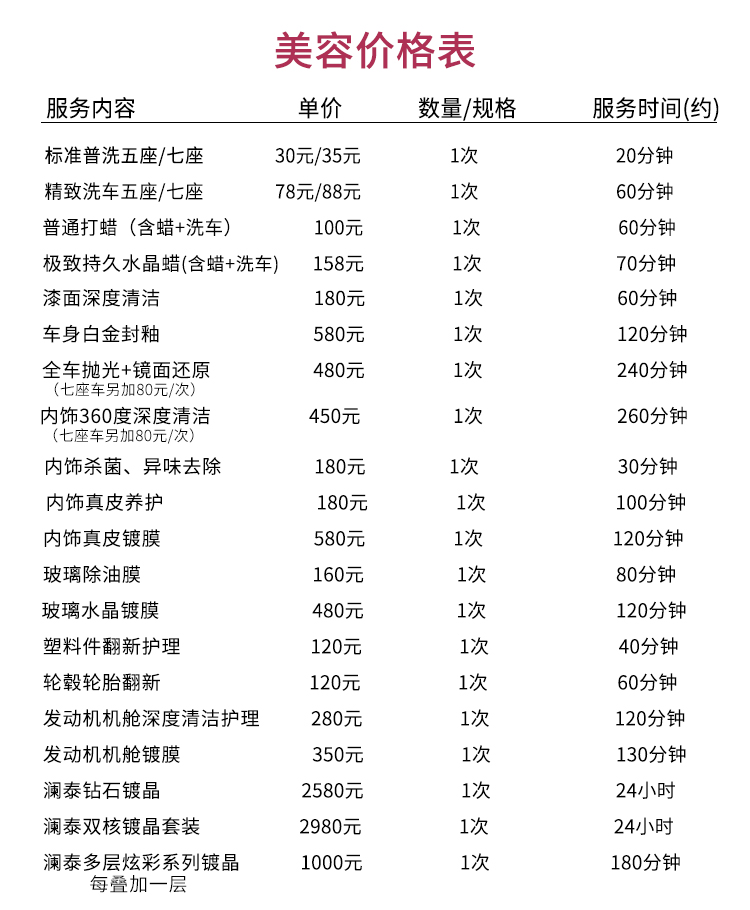 美容价格表
服务内容 单价 数量/规格 服务时间(约)
标准普洗五座/七座 30元/35元 1次 20分钟
精致洗车五座/七座 78元/88元 1次 60分钟
普通打蜡（含蜡+洗车） 100元 1次 60分钟
极致持久水晶蜡(含蜡+洗车) 158元 1次 70分钟
漆面深度清洁 180元 1次 60分钟
车身白金封釉 580元 1次 120分钟
全车抛光+镜面还原 480元 1次 240分钟
（七座车另加80元/次）
内饰360度深度清洁 450元 1次 260分钟
（七座车另加80元/次）
内饰杀菌、异味去除 180元 1次 30分钟
内饰真皮养护 180元 1次 100分钟
内饰真皮镀膜 580元 1次 120分钟
玻璃除油膜 160元 1次 80分钟
玻璃水晶镀膜 480元 1次 120分钟
塑料件翻新护理 120元 1次 40分钟
轮毂轮胎翻新 120元 1次 60分钟
发动机机舱深度清洁护理 280元 1次 120分钟
发动机机舱镀膜 350元 1次 130分钟
澜泰钻石镀晶 2580元 1次 24小时
澜泰双核镀晶套装 2980元 1次 24小时
澜泰多层炫彩系列镀晶 1000元 1次 180分钟
每叠加一层